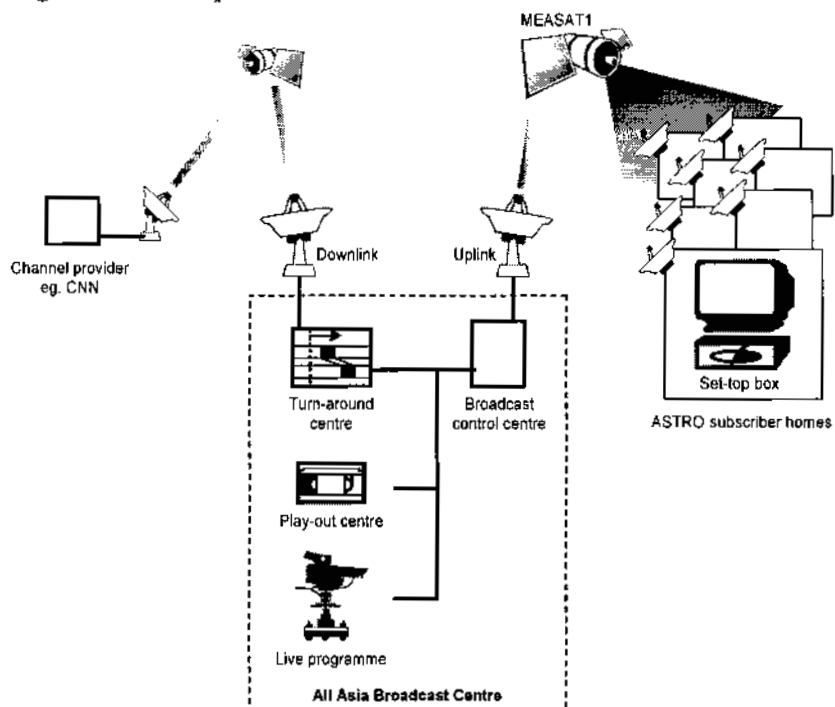 MEASAT1
Channel provider
eg. CNN
Downlink
Uplink
Turn-around
centre
Broadcast
control centre
Set-top box
ASTRO subscriber homes
Play-out centre
Live programme
All Asia Broadcast Centre